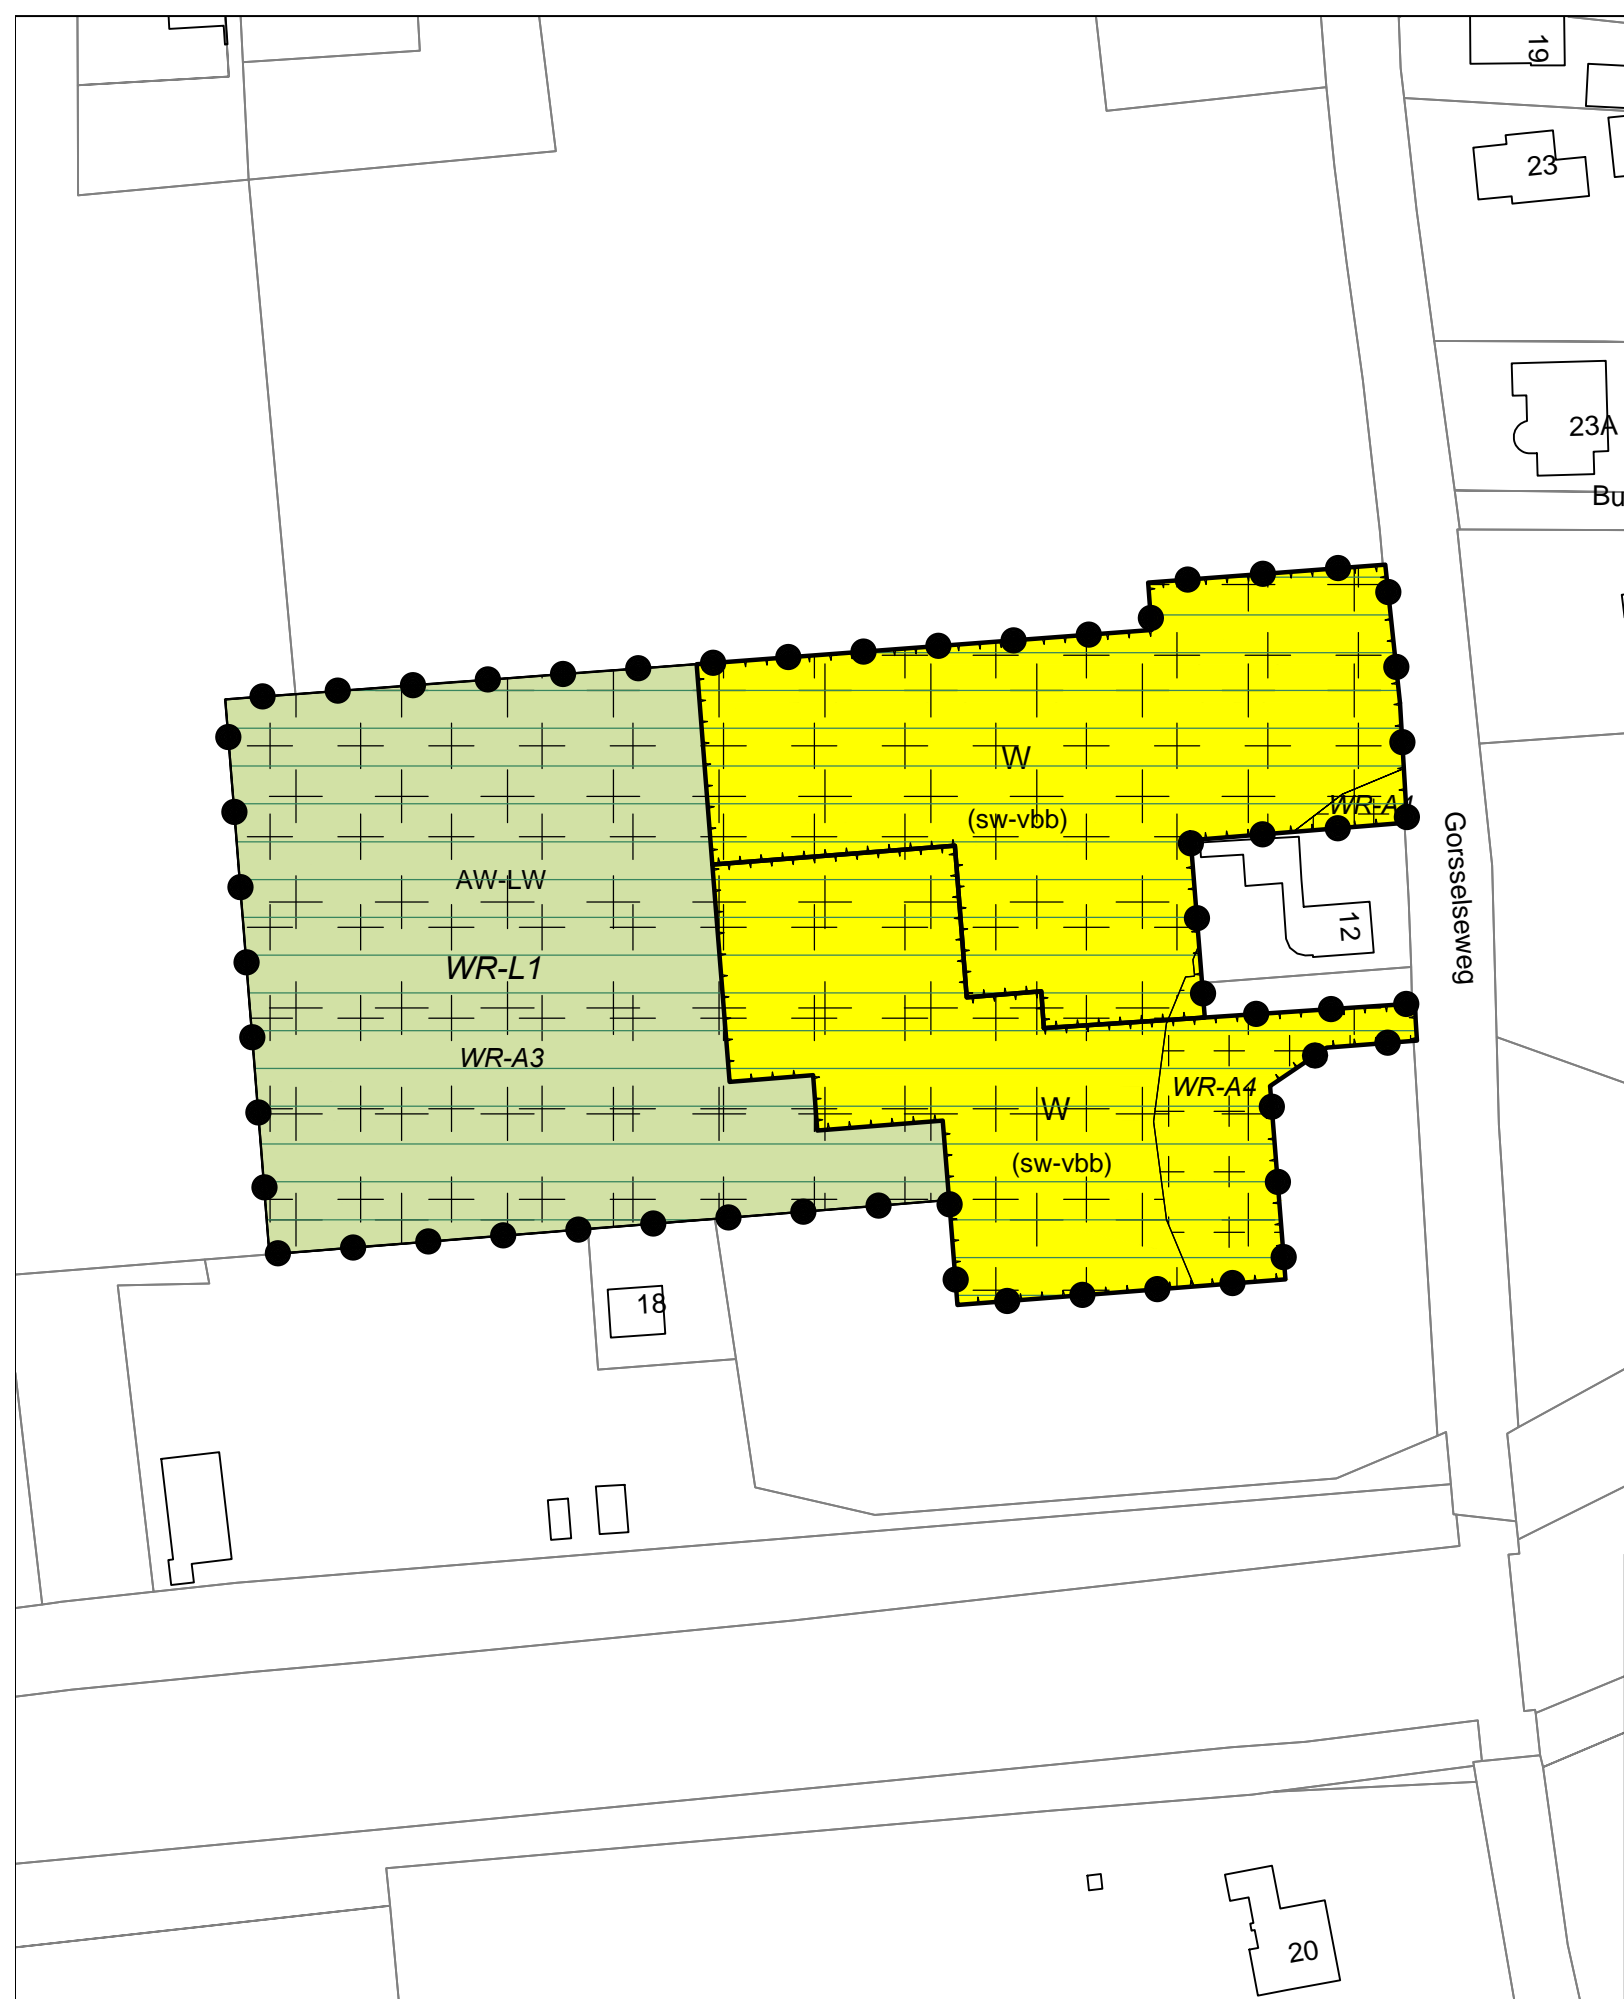 19
23
23A
Bu
W
WR-A4
(sw-vbb)
Gorsselseweg
AW-LW
12
WR-L1
WR-A3
WR-A4
W
(sw-vbb)
18
20